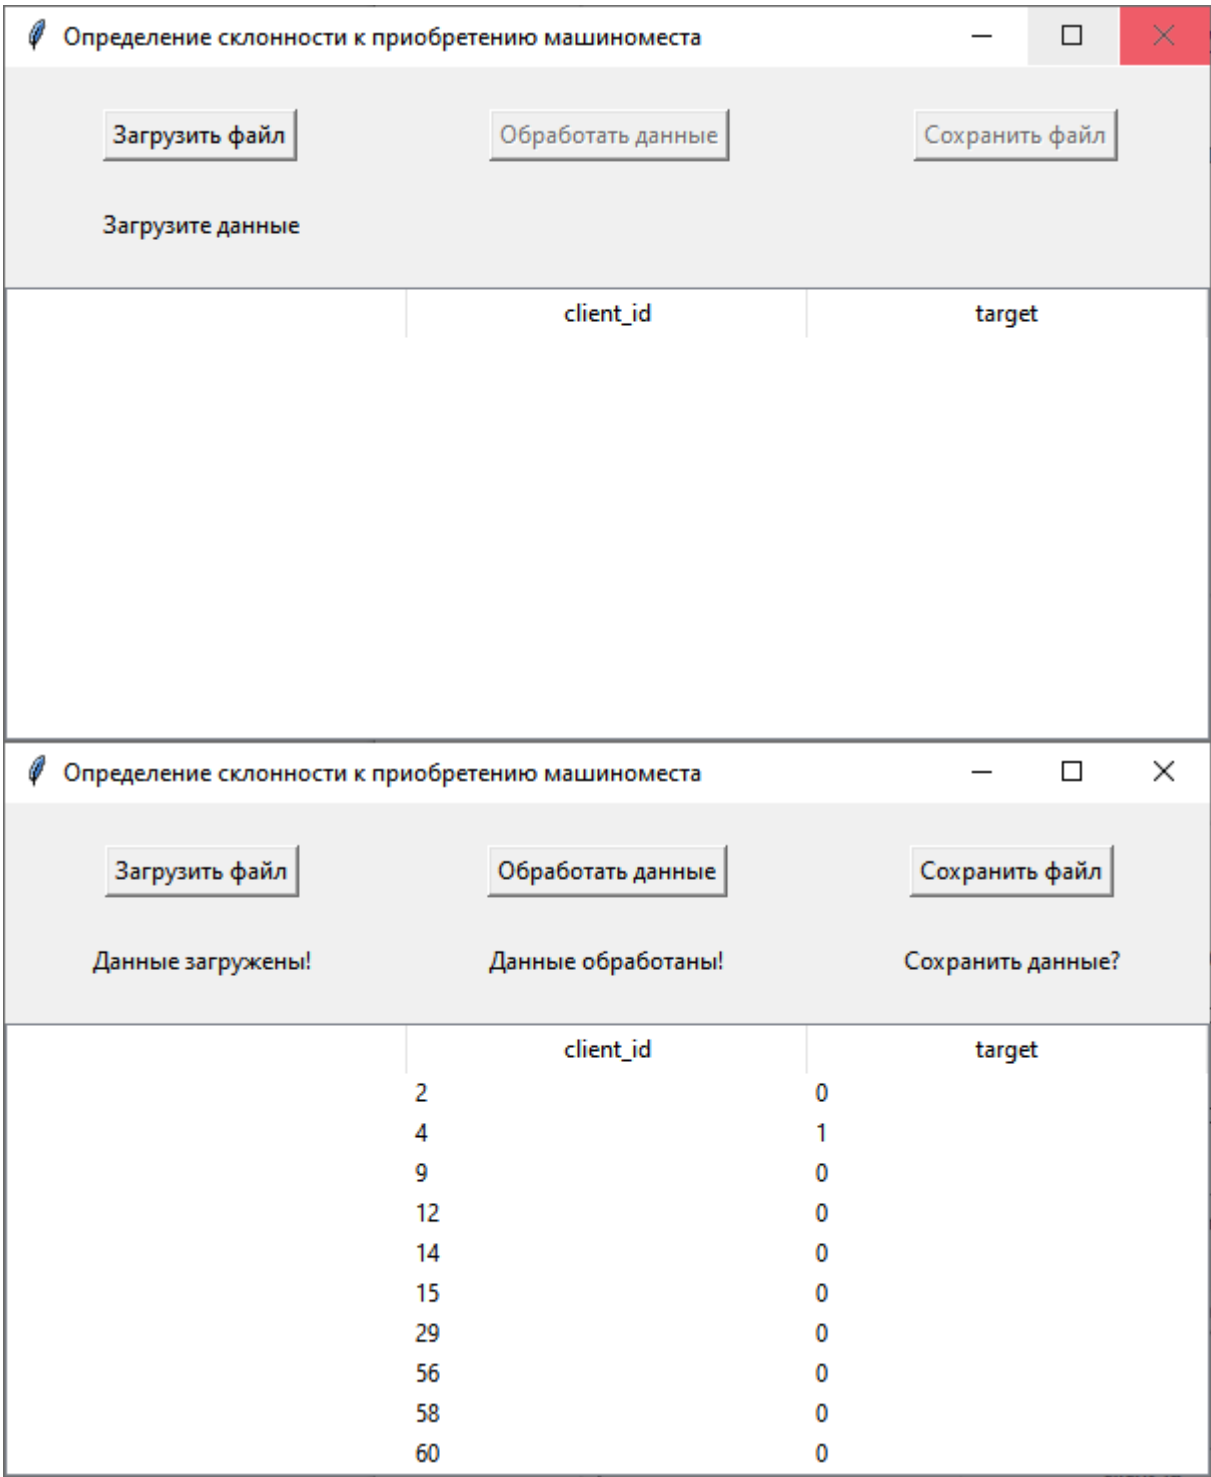 Определение склонности к приобретению машиноместа
Загрузить файл Обработать данные Сохранить файл
Загрузите данные
client_id target
Определение склонности к приобретению машиноместа
Загрузить файл Обработать данные Сохранить файл
Данные загружены! Данные обработаны! Сохранить данные?
client_id target
2 0
4 1
9 0
12 0
14 0
15 0
29 0
56 0
58 0
60 0